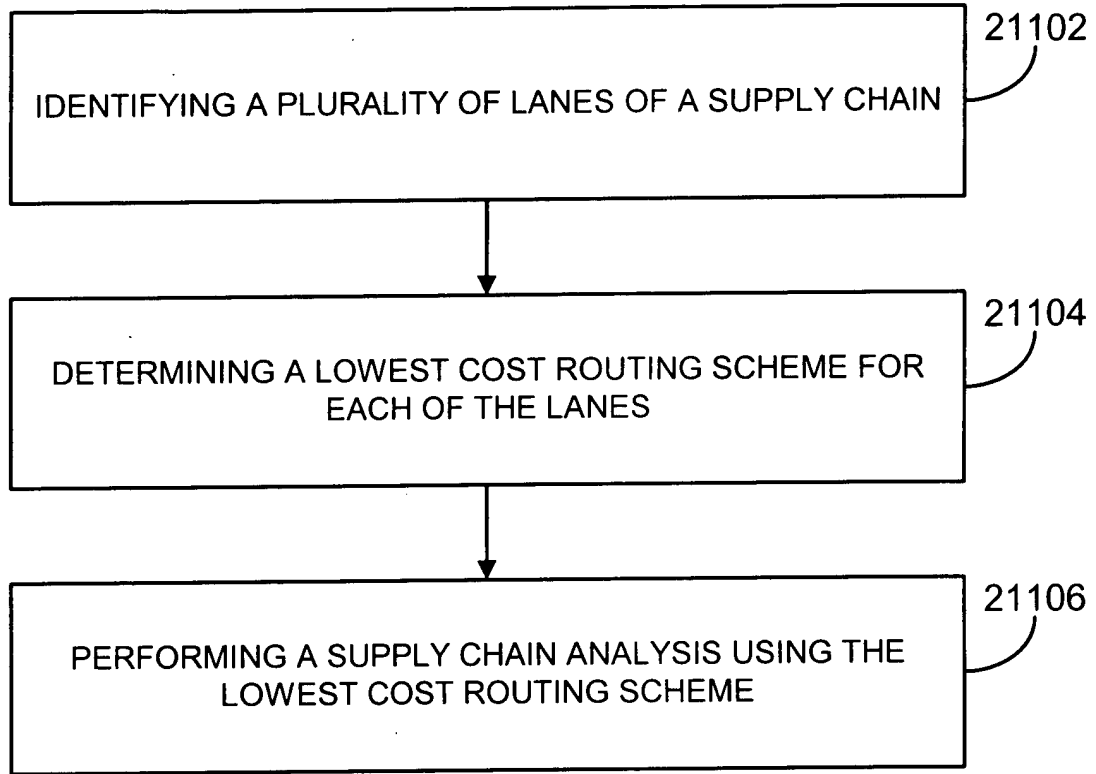 21102
IDENTIFYING A PLURALITY OF LANES OF A SUPPLY CHAIN
21104
DETERMINING A LOWEST COST ROUTING SCHEME FOR
EACH OF THE LANES
21106
PERFORMING A SUPPLY CHAIN ANALYSIS USING THE
LOWEST COST ROUTING SCHEME